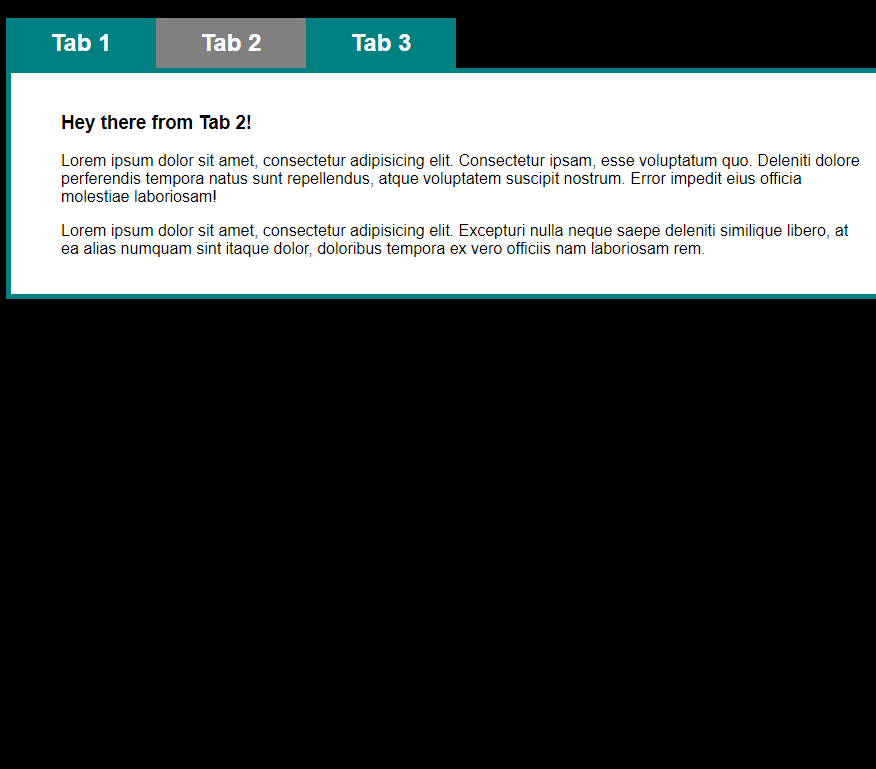 Tab 1 Tab 2 Tab 3
Hey there from Tab 2!
Lorem ipsum dolor sit amet, consectetur adipisicing elit. Consectetur ipsam, esse voluptatum quo. Deleniti dolore
perferendis tempora natus sunt repellendus, atque voluptatem suscipit nostrum. Error impedit eius officia
molestiae laboriosam!
Lorem ipsum dolor sit amet, consectetur adipisicing elit. Excepturi nulla neque saepe deleniti similique libero, at
ea alias numquam sint itaque dolor, doloribus tempora ex vero officiis nam laboriosam rem.